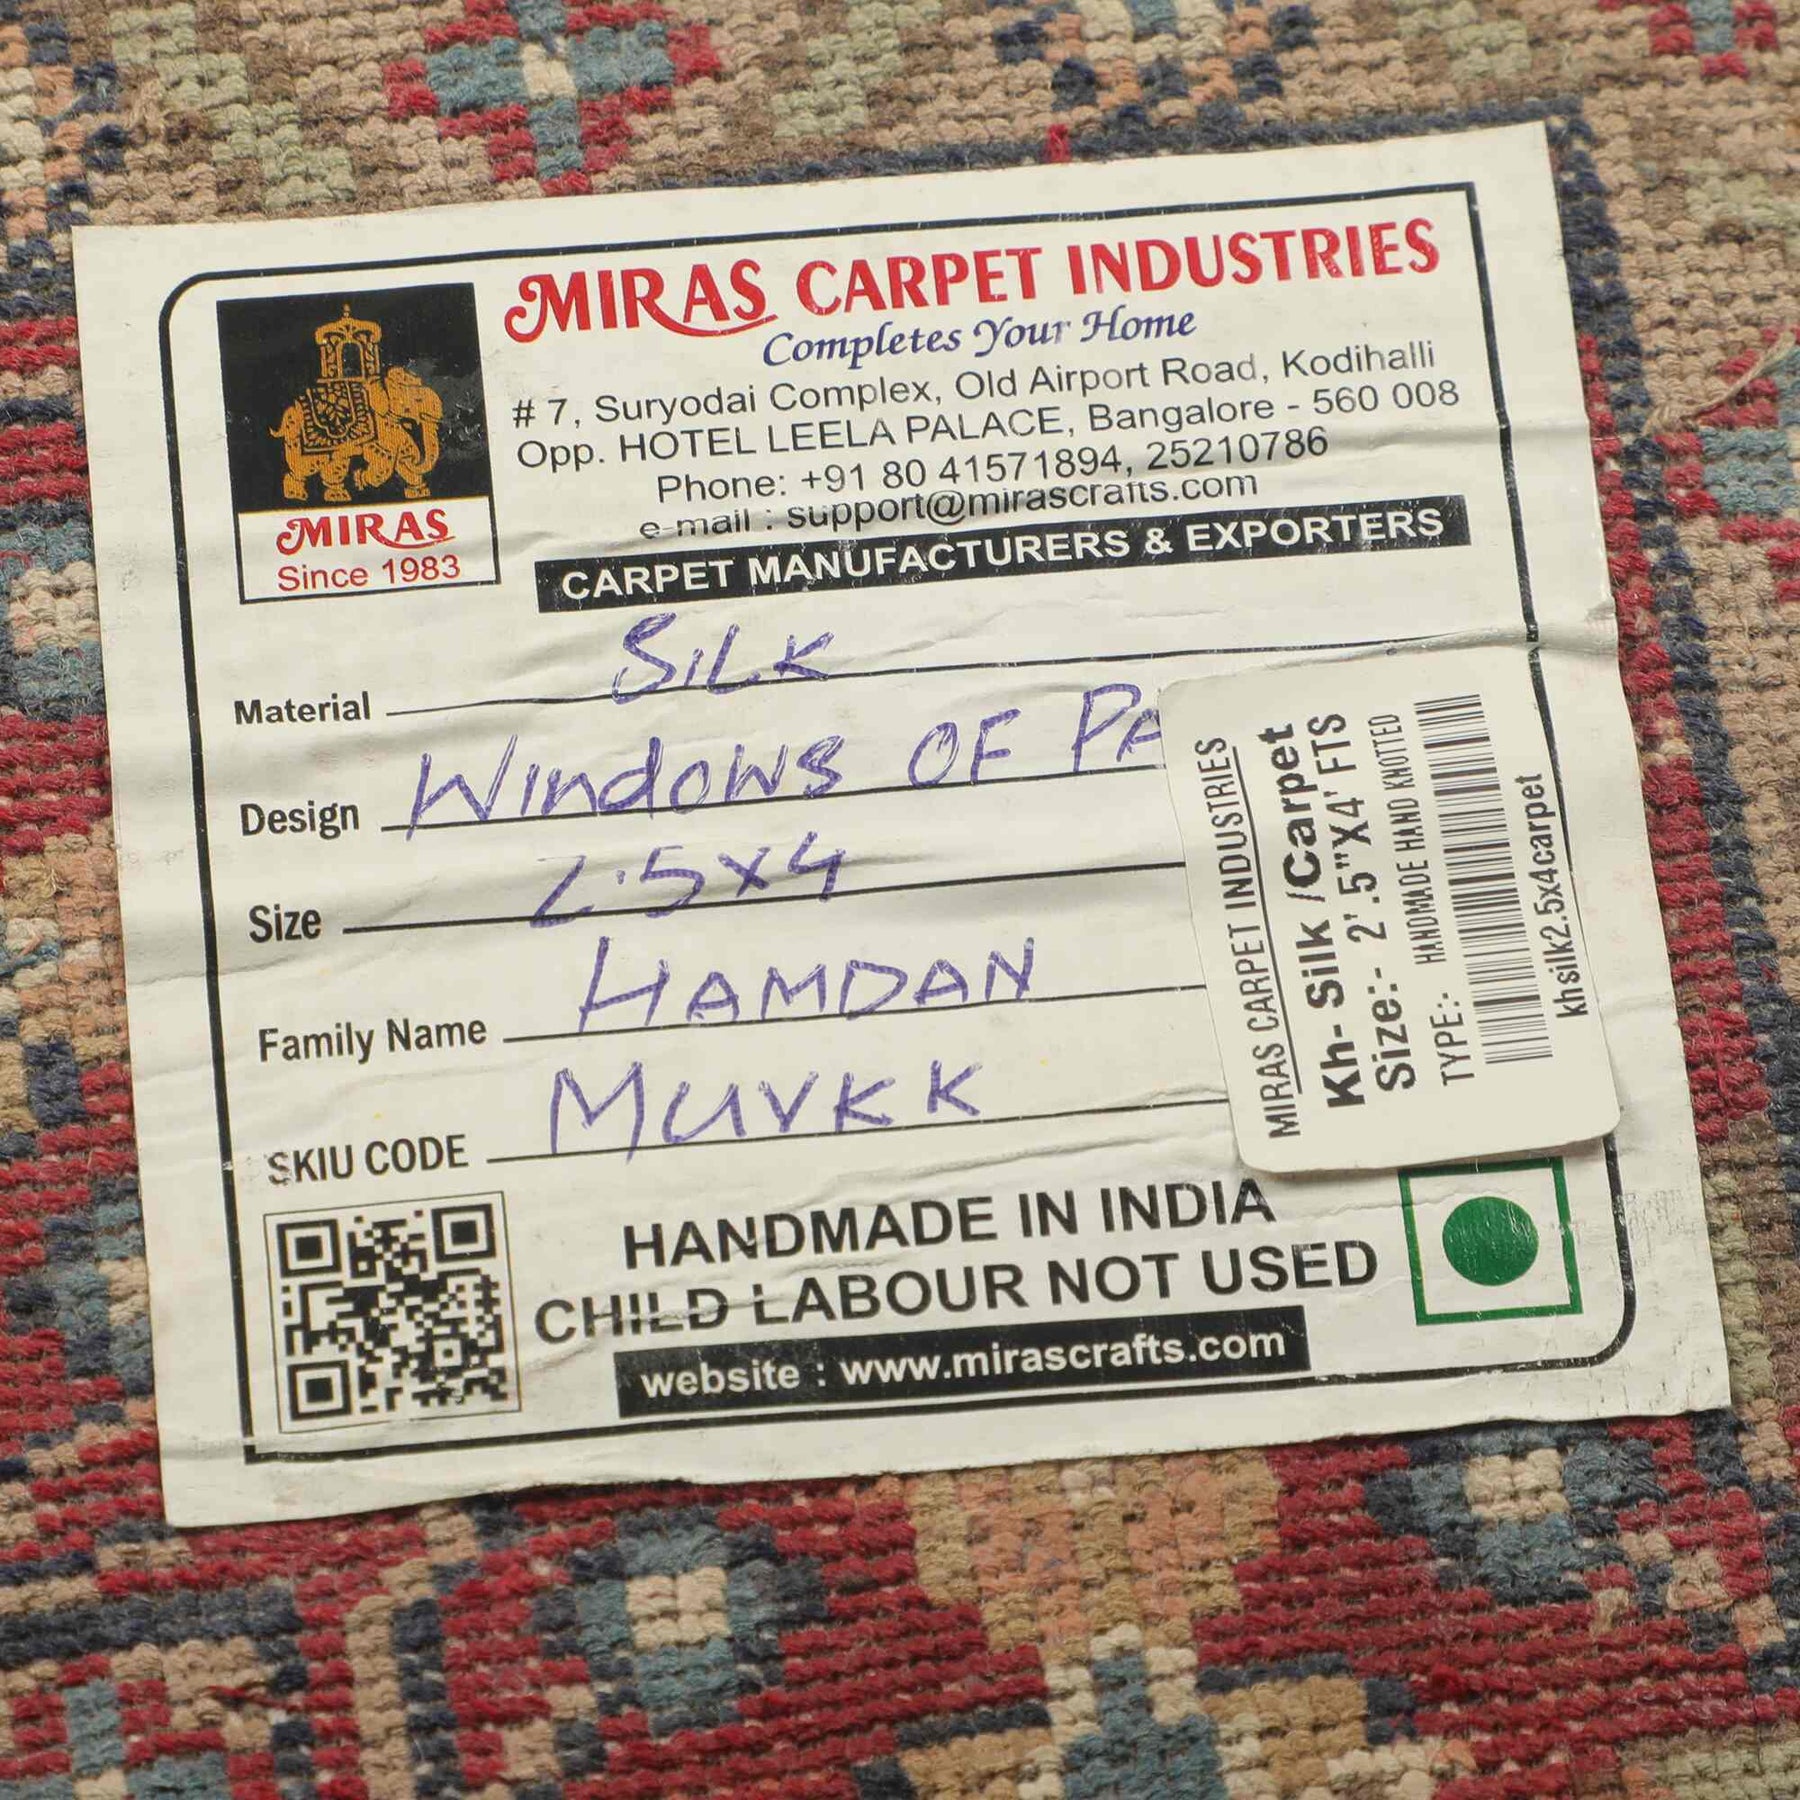 MIRAS CARPET INDUSTRIES
Completes Your Home
# 7, Suryodai Complex, Old Airport Road, Kodihalli
Opp. HOTEL LEELA PALACE, Bangalore - 560 008
Phone: +91 80 41571894, 25210786
e-mail : support@mirascrafts.com
CARPET MANUFACTURERS & EXPORTERS
MIRAS
Since 1983
Material SILK
Design Windows OF PA
Size 2.5x4
Family Name HAMDAN
SKIU CODE MUVKK
HANDMADE IN INDIA
CHILD LABOUR NOT USED
website : www.mirascrafts.com
MIRAS CARPET INDUSTRIES
Kh- Silk /Carpet
Size:- 2'.5"X4' FTS
TYPE:- HANDMADE HAND KNOTTED
khsilk2.5x4carpet